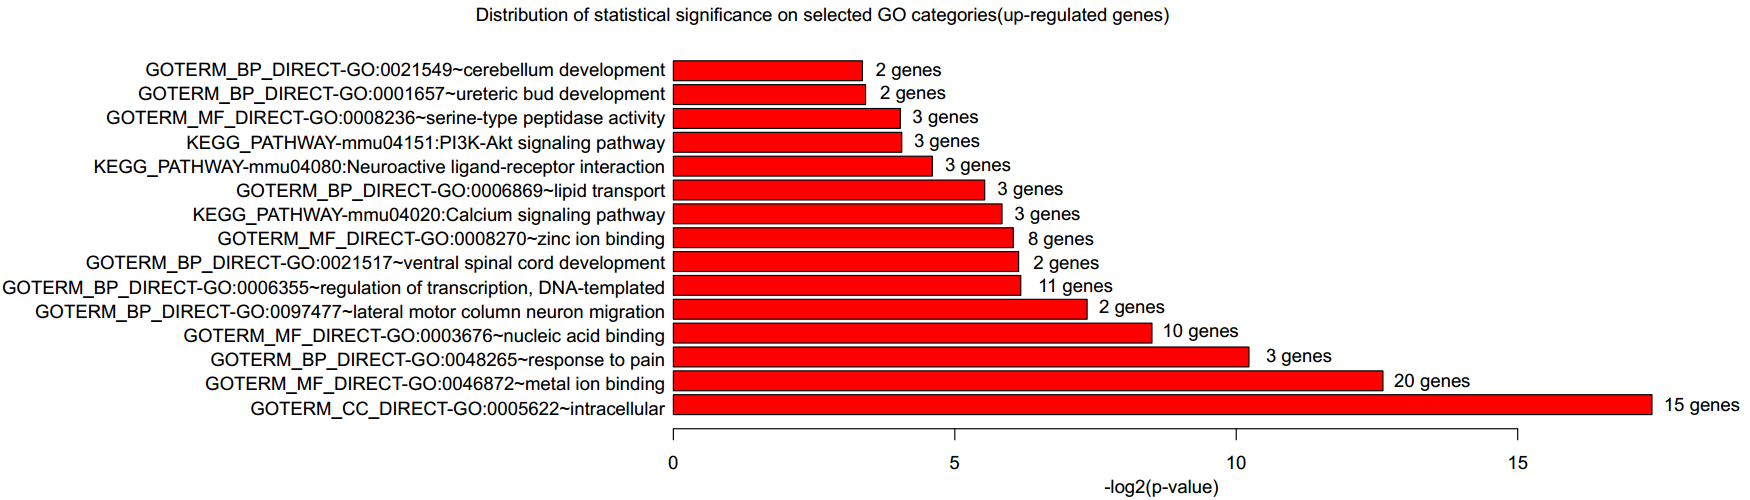 Distribution of statistical significance on selected GO categories(up-regulated genes)
GOTERM_BP_DIRECT-GO:0021549~cerebellum development 2 genes
GOTERM_BP_DIRECT-GO:0001657~ureteric bud development 2 genes
GOTERM_MF_DIRECT-GO:0008236~serine-type peptidase activity 3 genes
KEGG_PATHWAY-mmu04151:PI3K-Akt signaling pathway 3 genes
KEGG_PATHWAY-mmu04080:Neuroactive ligand-receptor interaction 3 genes
GOTERM_BP_DIRECT-GO:0006869~lipid transport 3 genes
KEGG_PATHWAY-mmu04020:Calcium signaling pathway 3 genes
GOTERM_MF_DIRECT-GO:0008270~zinc ion binding 8 genes
GOTERM_BP_DIRECT-GO:0021517~ventral spinal cord development 2 genes
GOTERM_BP_DIRECT-GO:0006355~regulation of transcription, DNA-templated 11 genes
GOTERM_BP_DIRECT-GO:0097477~lateral motor column neuron migration 2 genes
GOTERM_MF_DIRECT-GO:0003676~nucleic acid binding 10 genes
GOTERM_BP_DIRECT-GO:0048265~response to pain 3 genes
GOTERM_MF_DIRECT-GO:0046872~metal ion binding 20 genes
GOTERM_CC_DIRECT-GO:0005622~intracellular 15 genes
0 5 10 15
-log2(p-value)